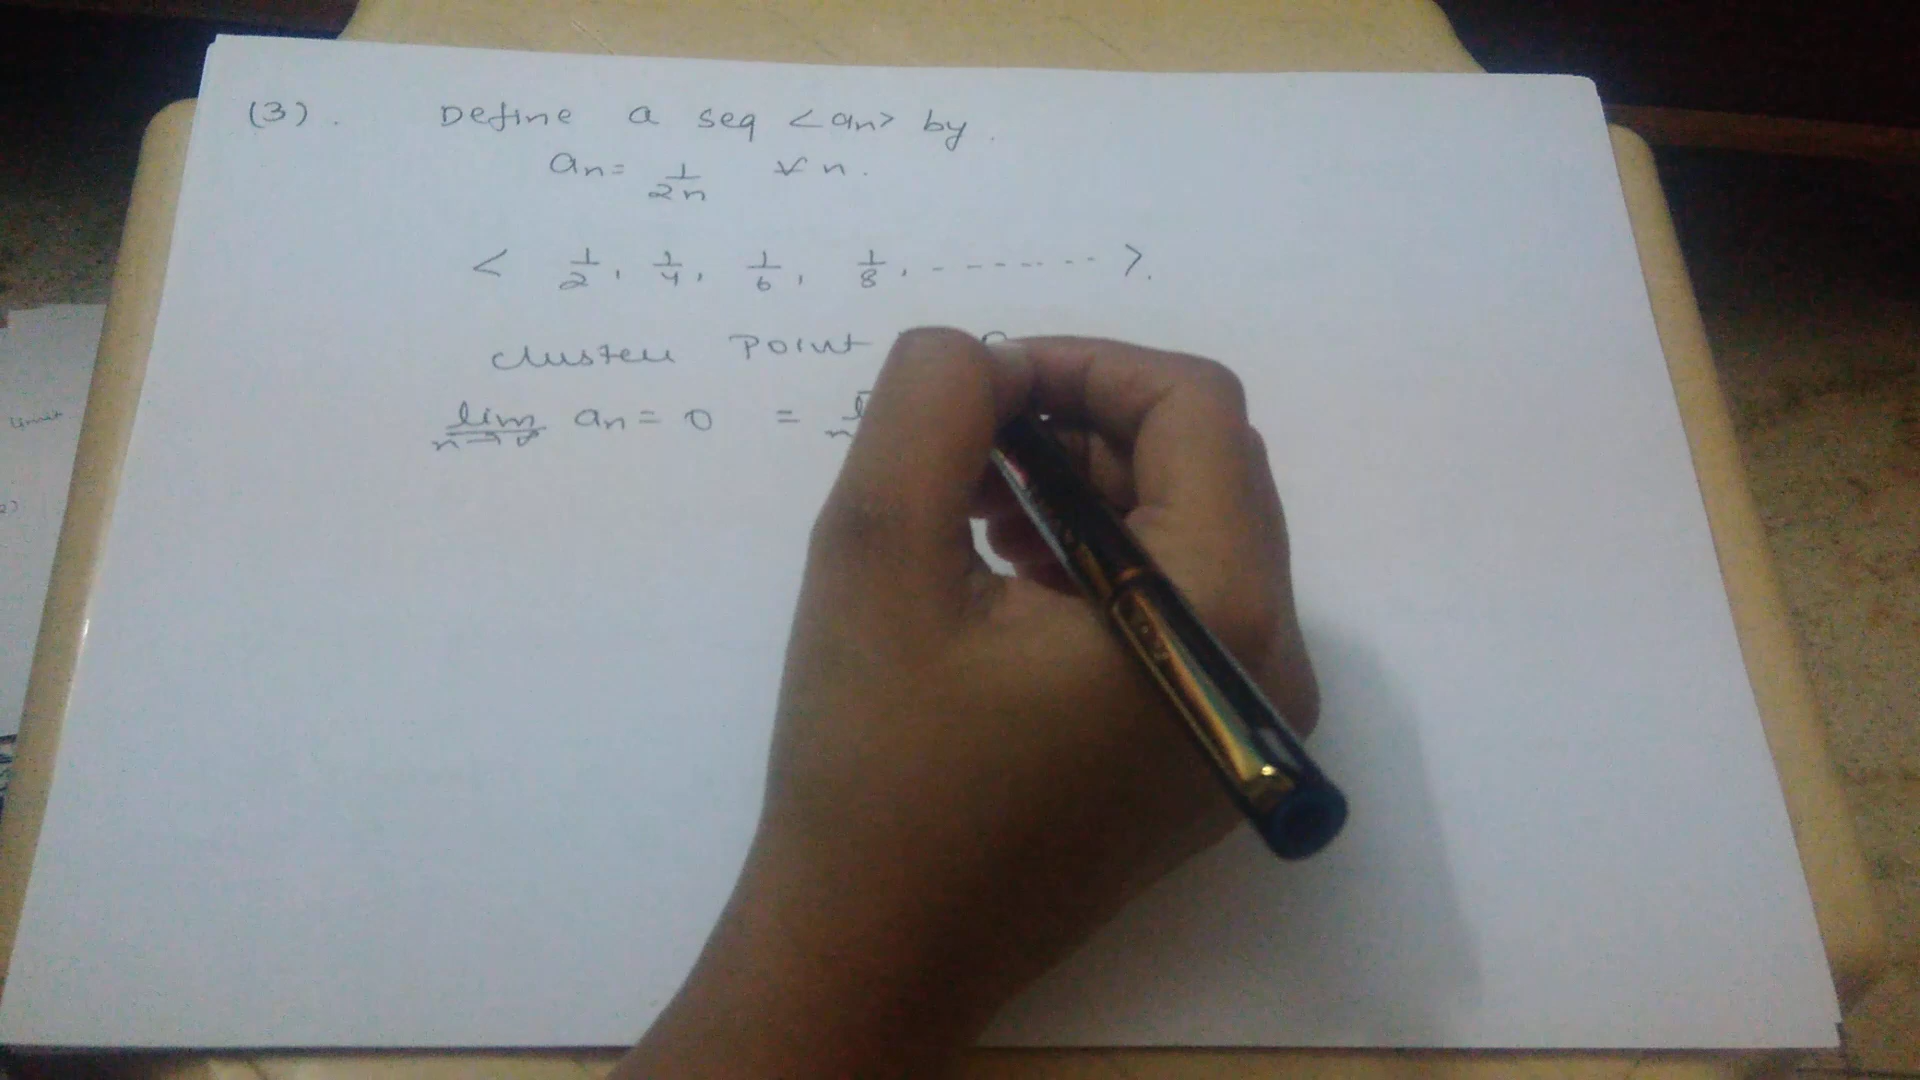 (3). Define a seq <an> by.
an = 1/2n ∀ n.
< 1/2, 1/4, 1/6, 1/8, - - - - - - - - >.
cluster Point
lim n→∞ an = 0 =